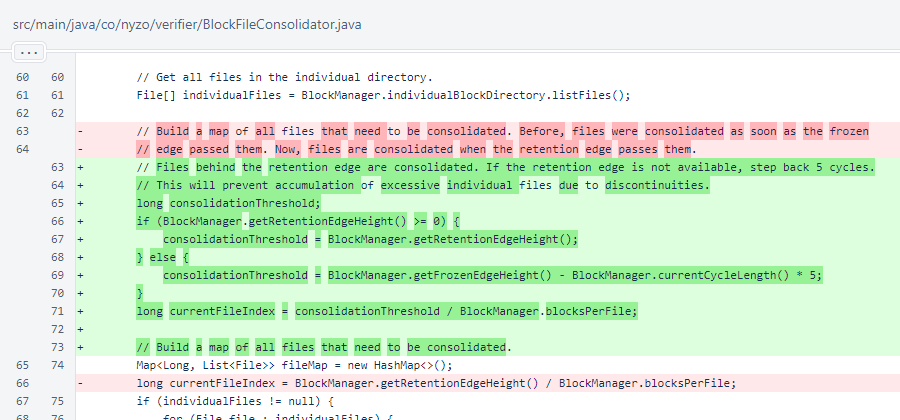 src/main/java/co/nyzo/verifier/BlockFileConsolidator.java
...
60 60 // Get all files in the individual directory.
61 61 File[] individualFiles = BlockManager.individualBlockDirectory.listFiles();
62 62
63 - // Build a map of all files that need to be consolidated. Before, files were consolidated as soon as the frozen
64 - // edge passed them. Now, files are consolidated when the retention edge passes them.
63 + // Files behind the retention edge are consolidated. If the retention edge is not available, step back 5 cycles.
64 + // This will prevent accumulation of excessive individual files due to discontinuities.
65 + long consolidationThreshold;
66 + if (BlockManager.getRetentionEdgeHeight() >= 0) {
67 + consolidationThreshold = BlockManager.getRetentionEdgeHeight();
68 + } else {
69 + consolidationThreshold = BlockManager.getFrozenEdgeHeight() - BlockManager.currentCycleLength() * 5;
70 + }
71 + long currentFileIndex = consolidationThreshold / BlockManager.blocksPerFile;
72 +
73 + // Build a map of all files that need to be consolidated.
65 74 Map<Long, List<File>> fileMap = new HashMap<>();
66 - long currentFileIndex = BlockManager.getRetentionEdgeHeight() / BlockManager.blocksPerFile;
67 75 if (individualFiles != null) {
68 76 for (File file : individualFiles) {